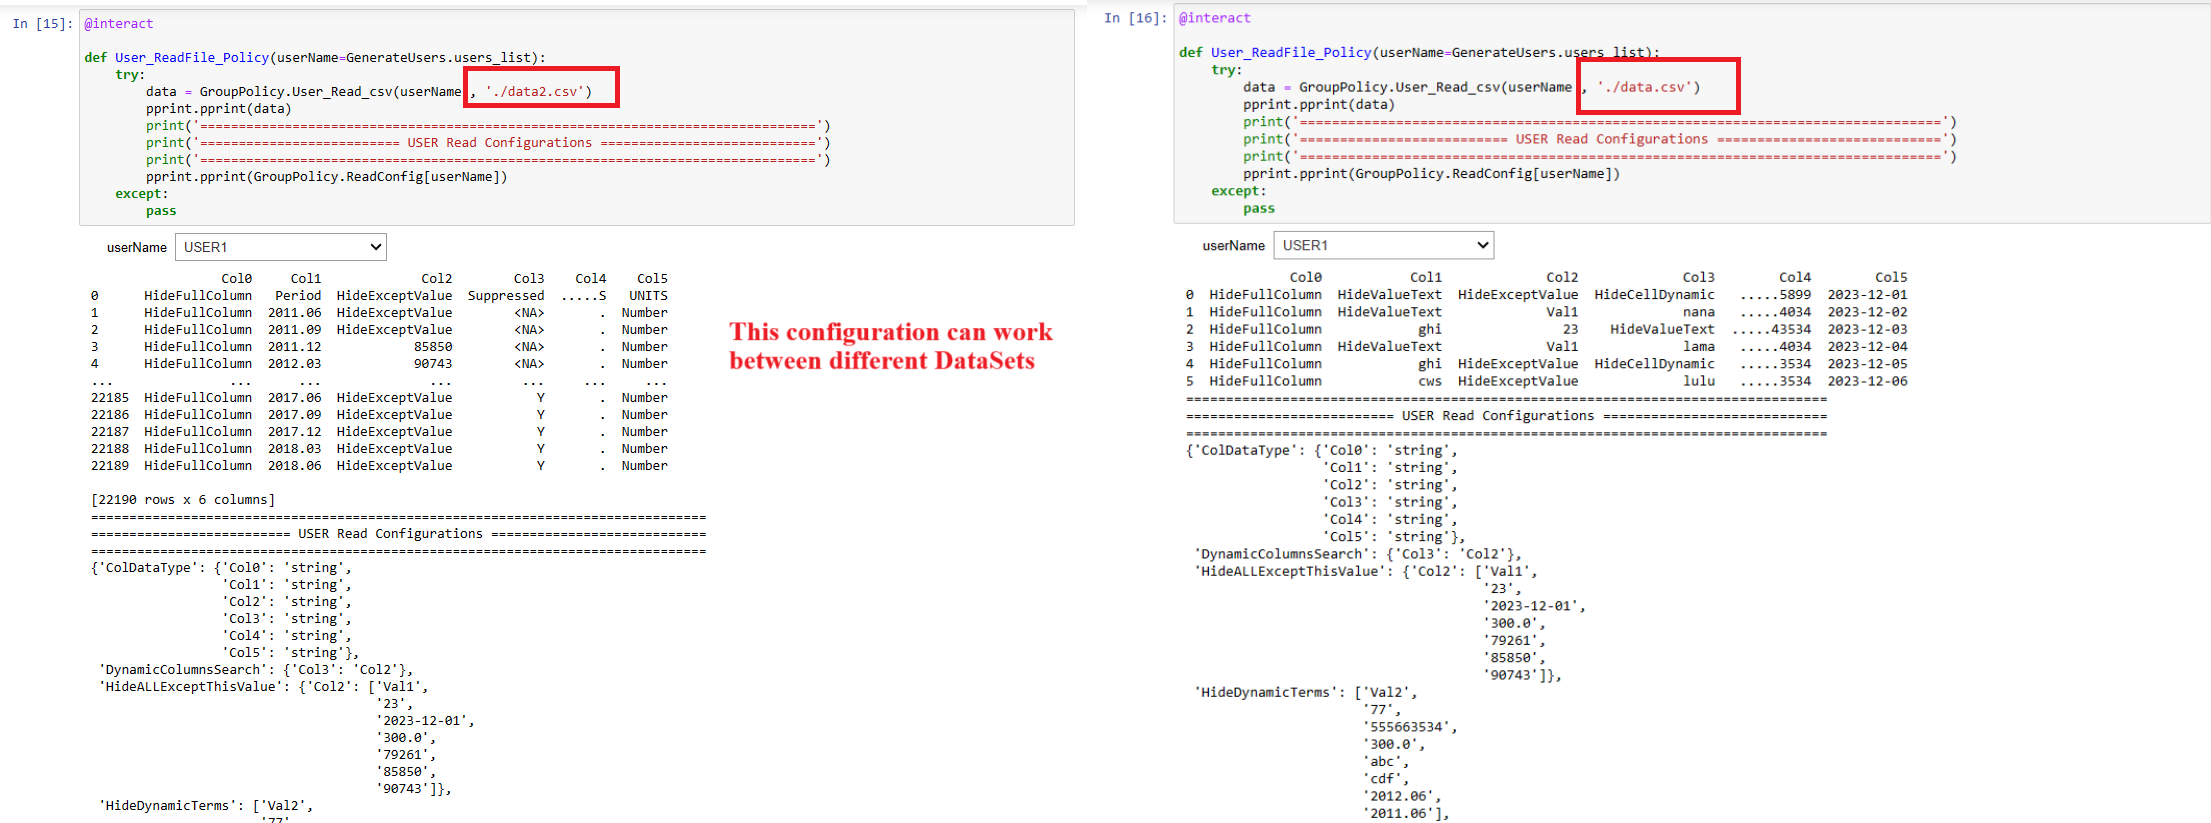 In [15]: @interact
def User_ReadFile_Policy(userName=GenerateUsers.users_list):
    try:
        data = GroupPolicy.User_Read_csv(userName, './data2.csv')
        pprint.pprint(data)
        print('================================================================================')
        print('========================== USER Read Configurations ============================')
        print('================================================================================')
        pprint.pprint(GroupPolicy.ReadConfig[userName])
    except:
        pass
userName USER1
Col0 Col1 Col2 Col3 Col4 Col5
0 HideFullColumn Period HideExceptValue Suppressed .....S UNITS
1 HideFullColumn 2011.06 HideExceptValue <NA> . Number
2 HideFullColumn 2011.09 HideExceptValue <NA> . Number
3 HideFullColumn 2011.12 85850 <NA> . Number
4 HideFullColumn 2012.03 90743 <NA> . Number
... ... ... ... ... ... ...
22185 HideFullColumn 2017.06 HideExceptValue Y . Number
22186 HideFullColumn 2017.09 HideExceptValue Y . Number
22187 HideFullColumn 2017.12 HideExceptValue Y . Number
22188 HideFullColumn 2018.03 HideExceptValue Y . Number
22189 HideFullColumn 2018.06 HideExceptValue Y . Number
[22190 rows x 6 columns]
================================================================================
========================== USER Read Configurations ============================
================================================================================
{'ColDataType': {'Col0': 'string',
'Col1': 'string',
'Col2': 'string',
'Col3': 'string',
'Col4': 'string',
'Col5': 'string'},
'DynamicColumnsSearch': {'Col3': 'Col2'},
'HideALLExceptThisValue': {'Col2': ['Val1',
'23',
'2023-12-01',
'300.0',
'79261',
'85850',
'90743']},
'HideDynamicTerms': ['Val2',
'77',
This configuration can work
between different DataSets
In [16]: @interact
def User_ReadFile_Policy(userName=GenerateUsers.users_list):
    try:
        data = GroupPolicy.User_Read_csv(userName, './data.csv')
        pprint.pprint(data)
        print('================================================================================')
        print('========================== USER Read Configurations ============================')
        print('================================================================================')
        pprint.pprint(GroupPolicy.ReadConfig[userName])
    except:
        pass
userName USER1
Col0 Col1 Col2 Col3 Col4 Col5
0 HideFullColumn HideValueText HideExceptValue HideCellDynamic .....5899 2023-12-01
1 HideFullColumn HideValueText Val1 nana .....4034 2023-12-02
2 HideFullColumn ghi 23 HideValueText .....43534 2023-12-03
3 HideFullColumn HideValueText Val1 lama .....4034 2023-12-04
4 HideFullColumn ghi HideExceptValue HideCellDynamic .....3534 2023-12-05
5 HideFullColumn cws HideExceptValue lulu .....3534 2023-12-06
================================================================================
========================== USER Read Configurations ============================
================================================================================
{'ColDataType': {'Col0': 'string',
'Col1': 'string',
'Col2': 'string',
'Col3': 'string',
'Col4': 'string',
'Col5': 'string'},
'DynamicColumnsSearch': {'Col3': 'Col2'},
'HideALLExceptThisValue': {'Col2': ['Val1',
'23',
'2023-12-01',
'300.0',
'79261',
'85850',
'90743']},
'HideDynamicTerms': ['Val2',
'77',
'555663534',
'300.0',
'abc',
'cdf',
'2012.06',
'2011.06'],